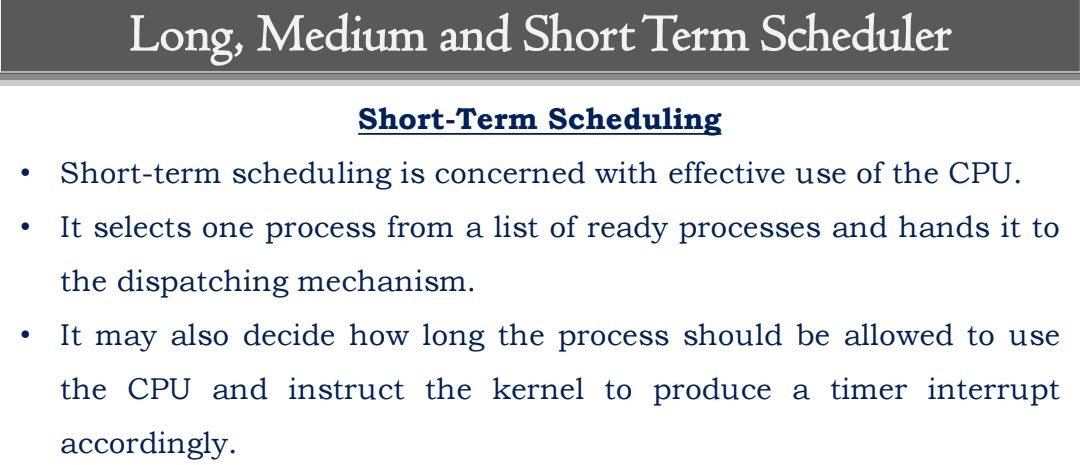 Long, Medium and Short Term Scheduler
Short-Term Scheduling
• Short-term scheduling is concerned with effective use of the CPU.
• It selects one process from a list of ready processes and hands it to
the dispatching mechanism.
• It may also decide how long the process should be allowed to use
the CPU and instruct the kernel to produce a timer interrupt
accordingly.